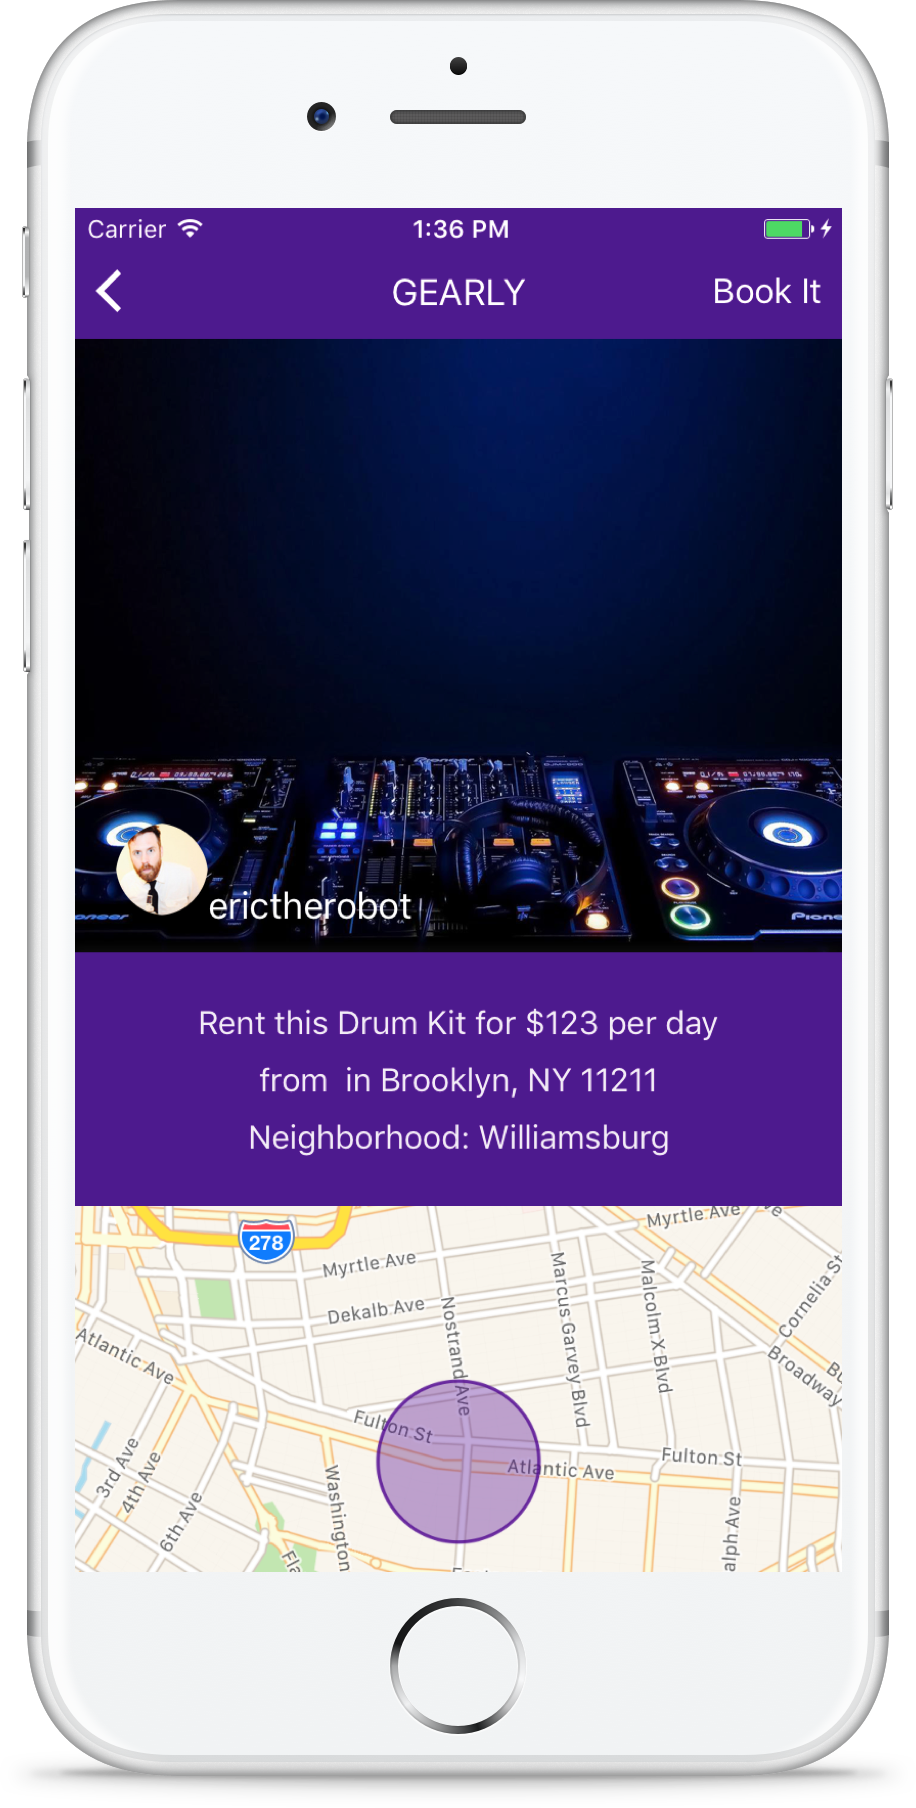 Carrier 1:36 PM
GEARLY Book It
erictherobot
oneer Pione
Rent this Drum Kit for $123 per day
from in Brooklyn, NY 11211
Neighborhood: Williamsburg
278
Myrtle Ave
Myrtle Ave
Dekalb Ave
Nostrand Ave
Marcus Garvey Blvd
Malcolm X Blvd
Cornelia St
Broadway
Atlantic Ave
Fulton St
Atlantic Ave
Fulton St
3rd Ave
4th Ave
6th Ave
Washington
alph Ave
Fla